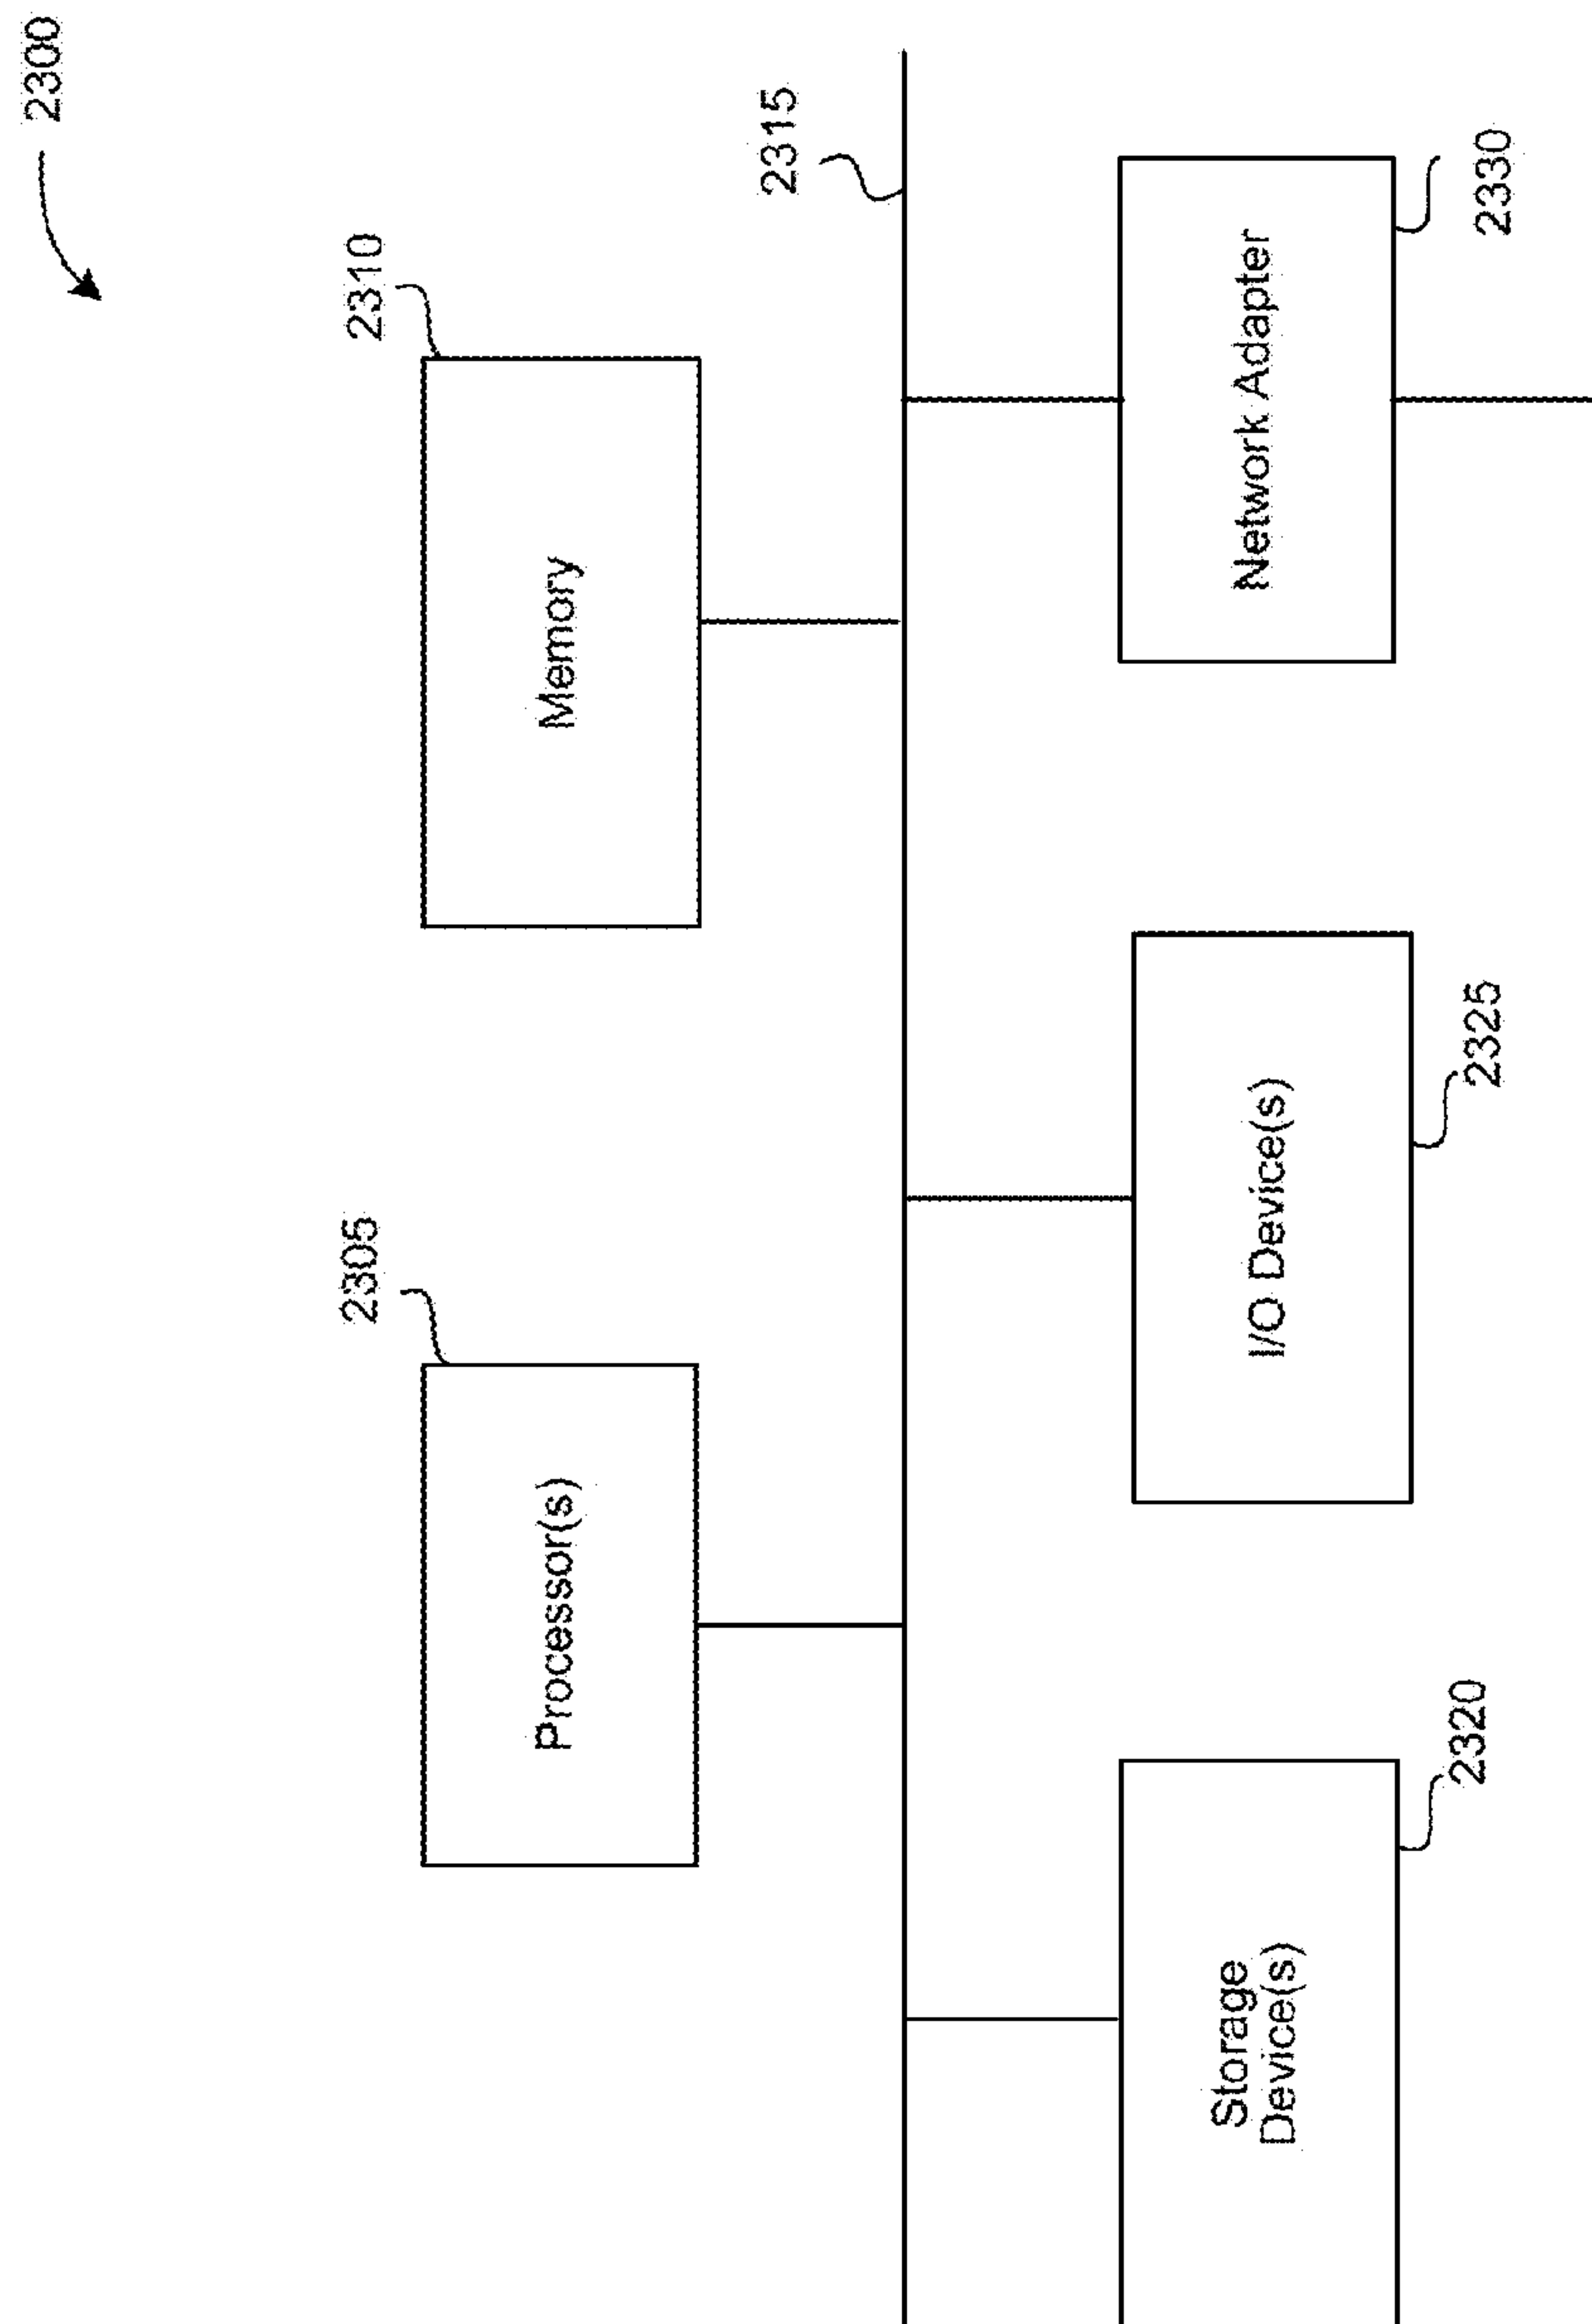 2300
2310
2305
Memory
Processor(s)
2315
Storage
Device(s)
I/O Device(s)
Network Adapter
2320
2325
2330